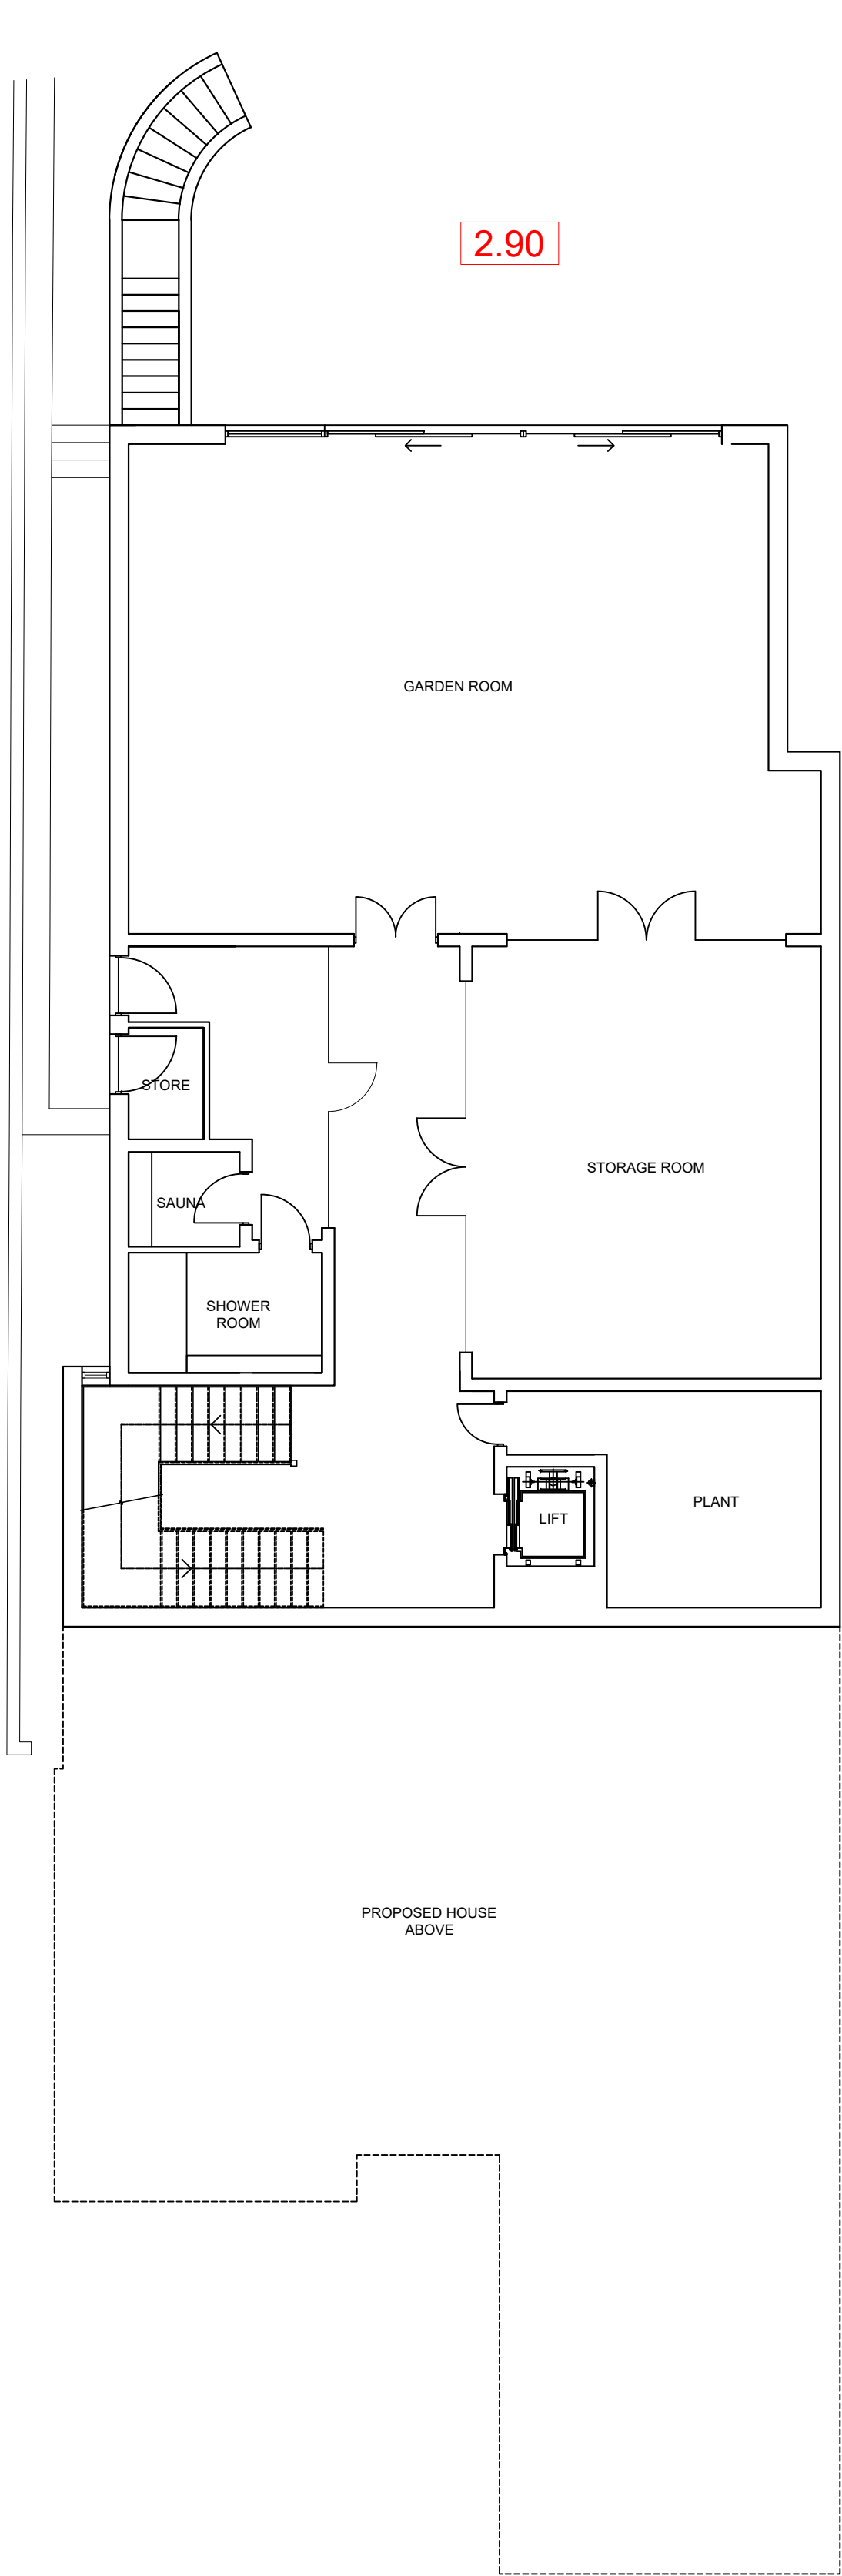 2.90
GARDEN ROOM
STORE
STORAGE ROOM
SAUNA
SHOWER
ROOM
PLANT
LIFT
PROPOSED HOUSE
ABOVE